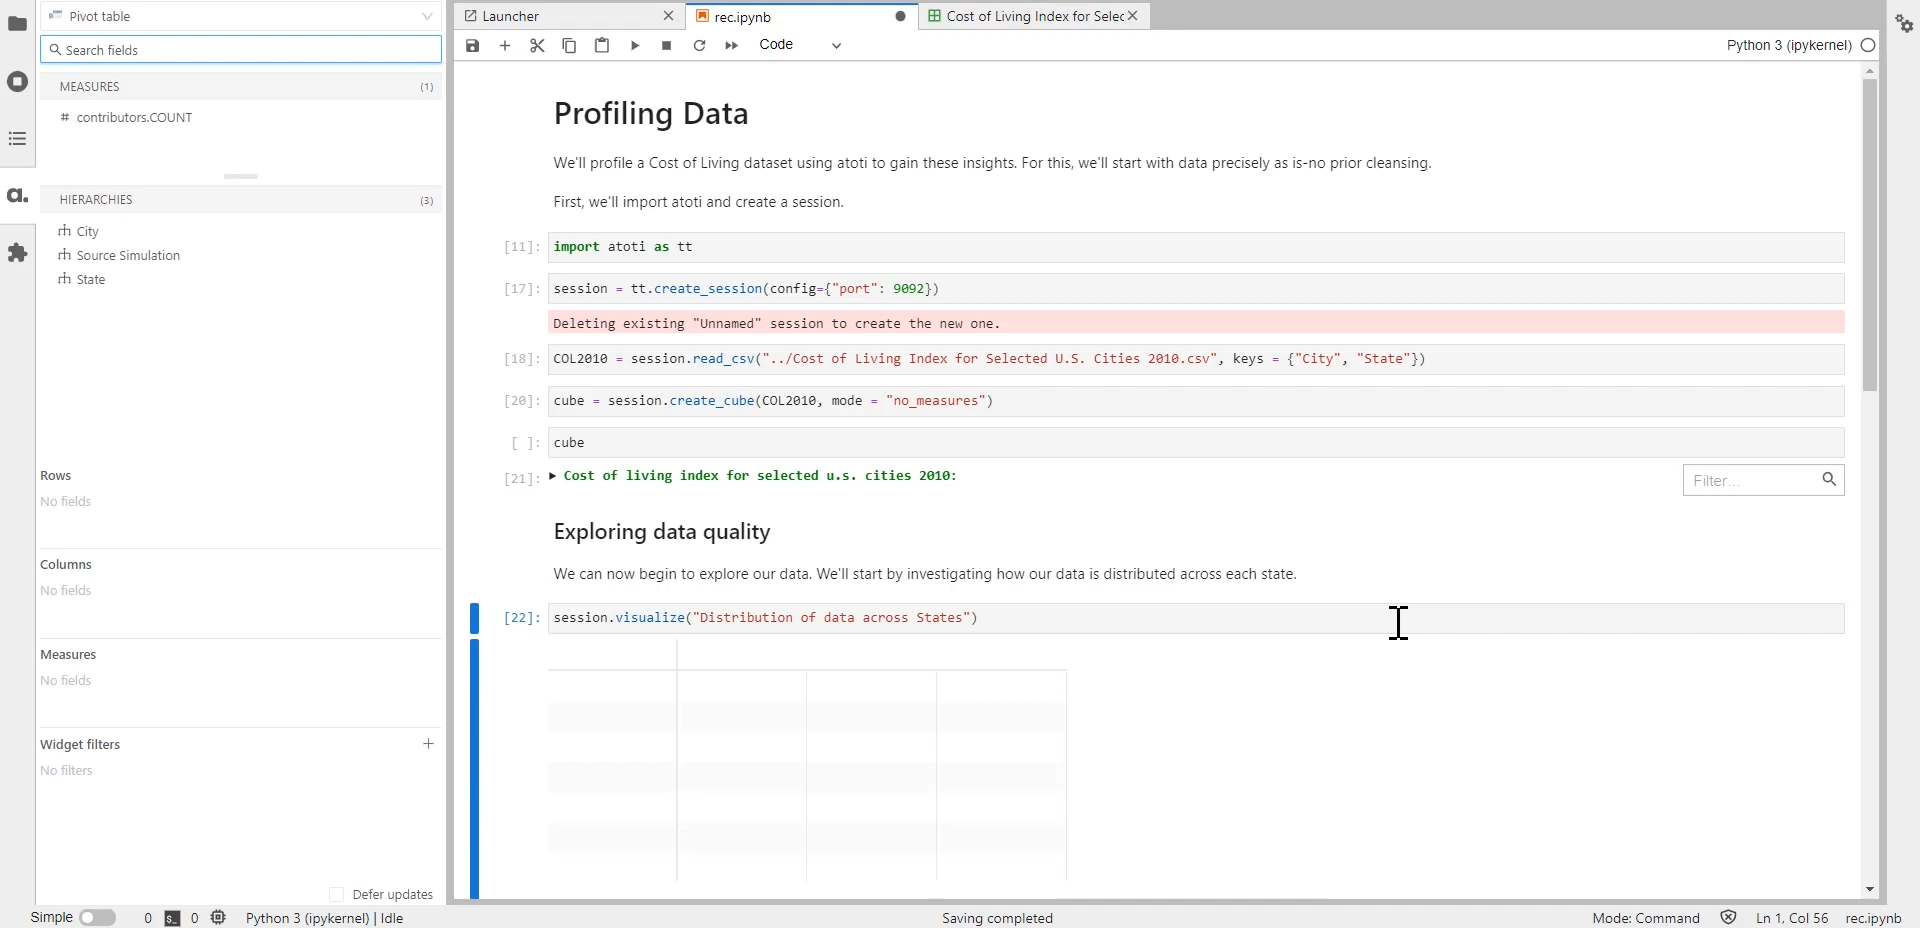 Pivot table
Search fields
MEASURES (1)
# contributors.COUNT
HIERARCHIES (3)
City
Source Simulation
State
Rows
No fields
Columns
No fields
Measures
No fields
Widget filters +
No filters
Defer updates
Launcher
rec.ipynb
Cost of Living Index for Selec
Code
Python 3 (ipykernel)
Profiling Data
We'll profile a Cost of Living dataset using atoti to gain these insights. For this, we'll start with data precisely as is-no prior cleansing.
First, we'll import atoti and create a session.
[11]: import atoti as tt
[17]: session = tt.create_session(config={"port": 9092})
Deleting existing "Unnamed" session to create the new one.
[18]: COL2010 = session.read_csv("../Cost of Living Index for Selected U.S. Cities 2010.csv", keys = {"City", "State"})
[20]: cube = session.create_cube(COL2010, mode = "no_measures")
[ ]: cube
[21]: ▶ Cost of living index for selected u.s. cities 2010:
Filter...
Exploring data quality
We can now begin to explore our data. We'll start by investigating how our data is distributed across each state.
[22]: session.visualize("Distribution of data across States")
Simple 0 $_ 0 Python 3 (ipykernel) | Idle
Saving completed
Mode: Command Ln 1, Col 56 rec.ipynb
a.